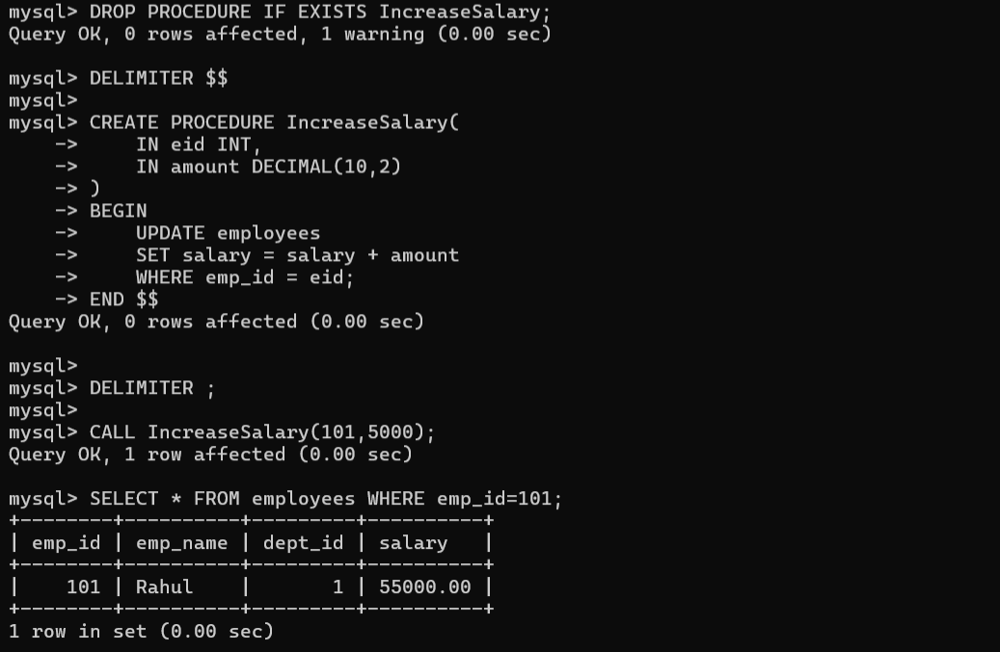 mysql> DROP PROCEDURE IF EXISTS IncreaseSalary;
Query OK, 0 rows affected, 1 warning (0.00 sec)

mysql> DELIMITER $$
mysql>
mysql> CREATE PROCEDURE IncreaseSalary(
    ->     IN eid INT,
    ->     IN amount DECIMAL(10,2)
    -> )
    -> BEGIN
    ->     UPDATE employees
    ->     SET salary = salary + amount
    ->     WHERE emp_id = eid;
    -> END $$
Query OK, 0 rows affected (0.00 sec)

mysql>
mysql> DELIMITER ;
mysql>
mysql> CALL IncreaseSalary(101,5000);
Query OK, 1 row affected (0.00 sec)

mysql> SELECT * FROM employees WHERE emp_id=101;
+--------+----------+---------+----------+
| emp_id | emp_name | dept_id | salary   |
+--------+----------+---------+----------+
|    101 | Rahul    |       1 | 55000.00 |
+--------+----------+---------+----------+
1 row in set (0.00 sec)